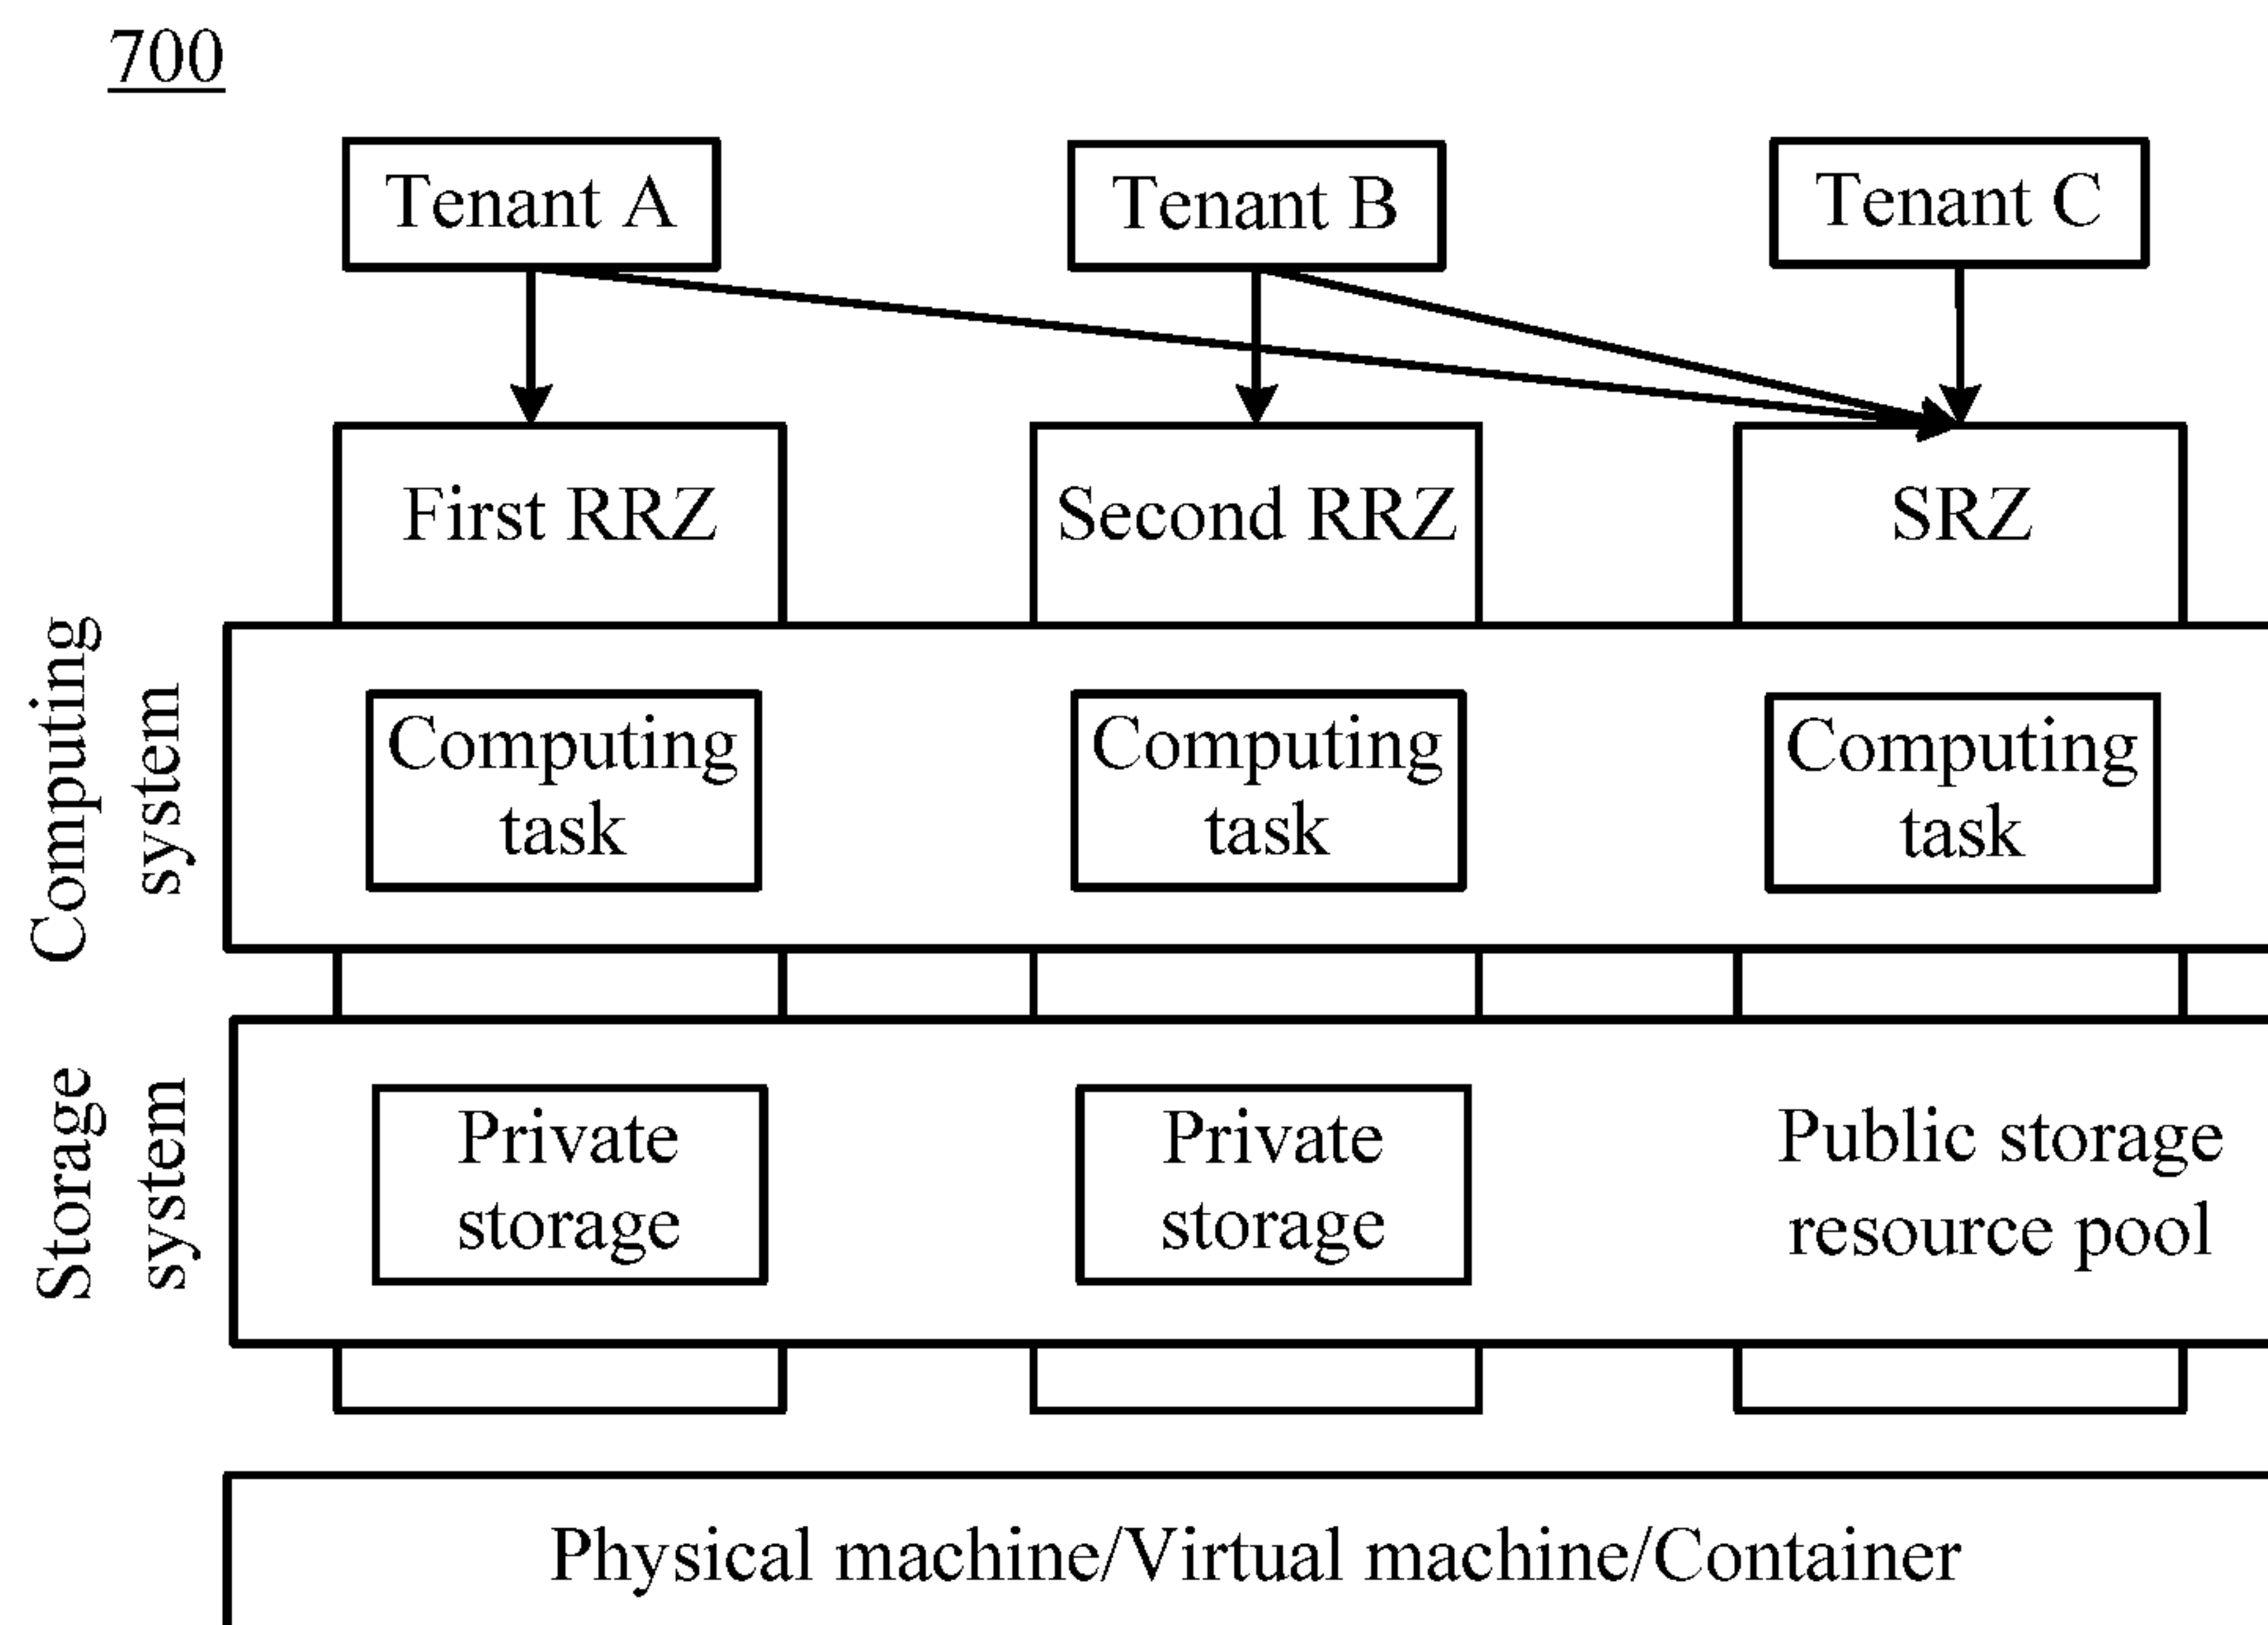 700
Tenant A
Tenant B
Tenant C
First RRZ
Second RRZ
SRZ
Computing
system
Computing
task
Computing
task
Computing
task
Storage
system
Private
storage
Private
storage
Public storage
resource pool
Physical machine/Virtual machine/Container